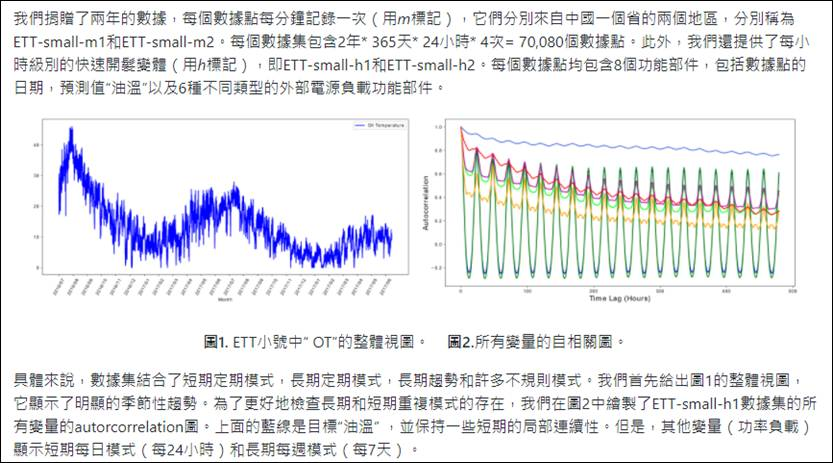 我們捐贈了兩年的數據，每個數據點每分鐘記錄一次（用m標記），它們分別來自中國一個省的兩個地區，分別稱為
ETT-small-m1和ETT-small-m2。每個數據集包含2年* 365天* 24小時* 4次= 70,080個數據點。此外，我們還提供了每小
時級別的快速開髮變體（用h標記），即ETT-small-h1和ETT-small-h2。每個數據點均包含8個功能部件，包括數據點的
日期，預測值"油溫"以及6種不同類型的外部電源負載功能部件。
Oil Temperature
Month
Autocorrelation
1.0
0.8
0.6
0.4
0.2
0.0
-0.2
0
Time Lag (Hours)
圖1. ETT小號中" OT"的整體視圖。 圖2.所有變量的自相關圖。
具體來說，數據集結合了短期定期模式，長期定期模式，長期趨勢和許多不規則模式。我們首先給出圖1的整體視圖，
它顯示了明顯的季節性趨勢。為了更好地檢查長期和短期重複模式的存在，我們在圖2中繪製了ETT-small-h1數據集的所
有變量的autorcorrelation圖。上面的藍線是目標"油溫" ，並保持一些短期的局部連續性。但是，其他變量（功率負載）
顯示短期每日模式（每24小時）和長期每週模式（每7天）。